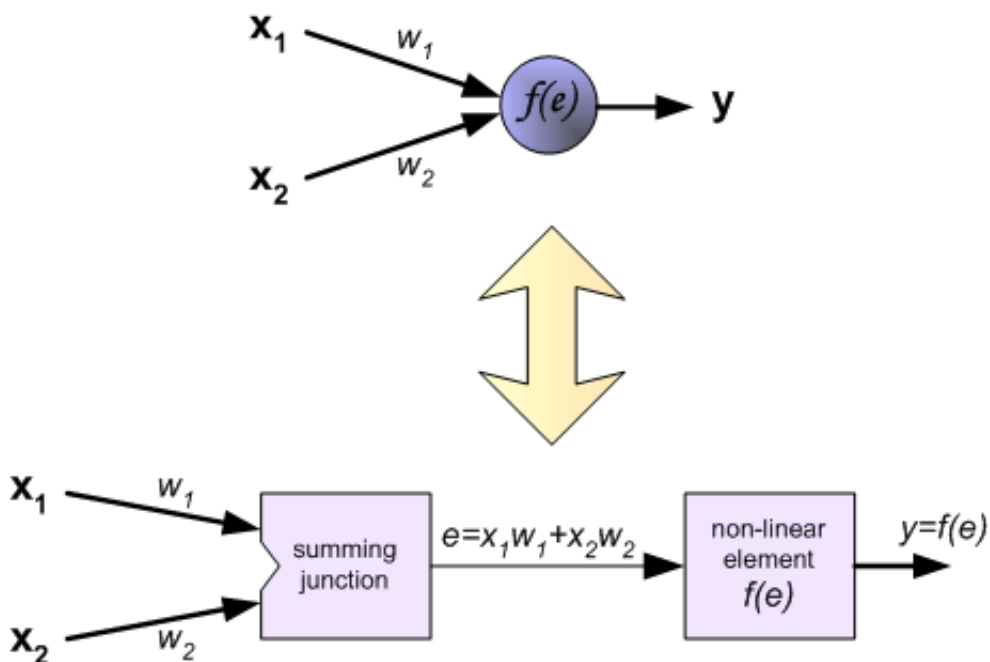 x₁
w₁
f(e)
y
w₂
x₂
x₁
w₁
summing
junction
e=x₁w₁+x₂w₂
non-linear
element
f(e)
y=f(e)
x₂
w₂